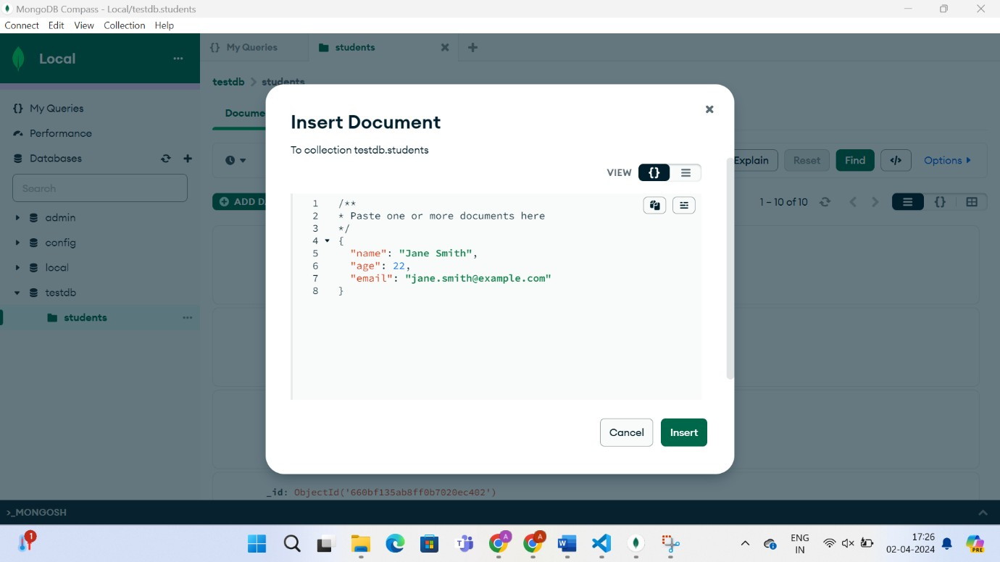 MongoDB Compass - Local/testdb.students
Connect Edit View Collection Help
Local
{} My Queries
students
testdb > students
{} My Queries
Performance
Databases
Search
admin
config
local
testdb
students
Docume
Explain
Reset
Find
</>
Options
ADD D
1 – 10 of 10
{}
Insert Document
To collection testdb.students
VIEW {}
1 /**
2 * Paste one or more documents here
3 */
4 {
5 "name": "Jane Smith",
6 "age": 22,
7 "email": "jane.smith@example.com"
8 }
Cancel
Insert
_id: ObjectId('660bf135ab8ff0b7020ec402')
>_MONGOSH
1
T
A
A
W
ENG
IN
17:26
02-04-2024
PRE